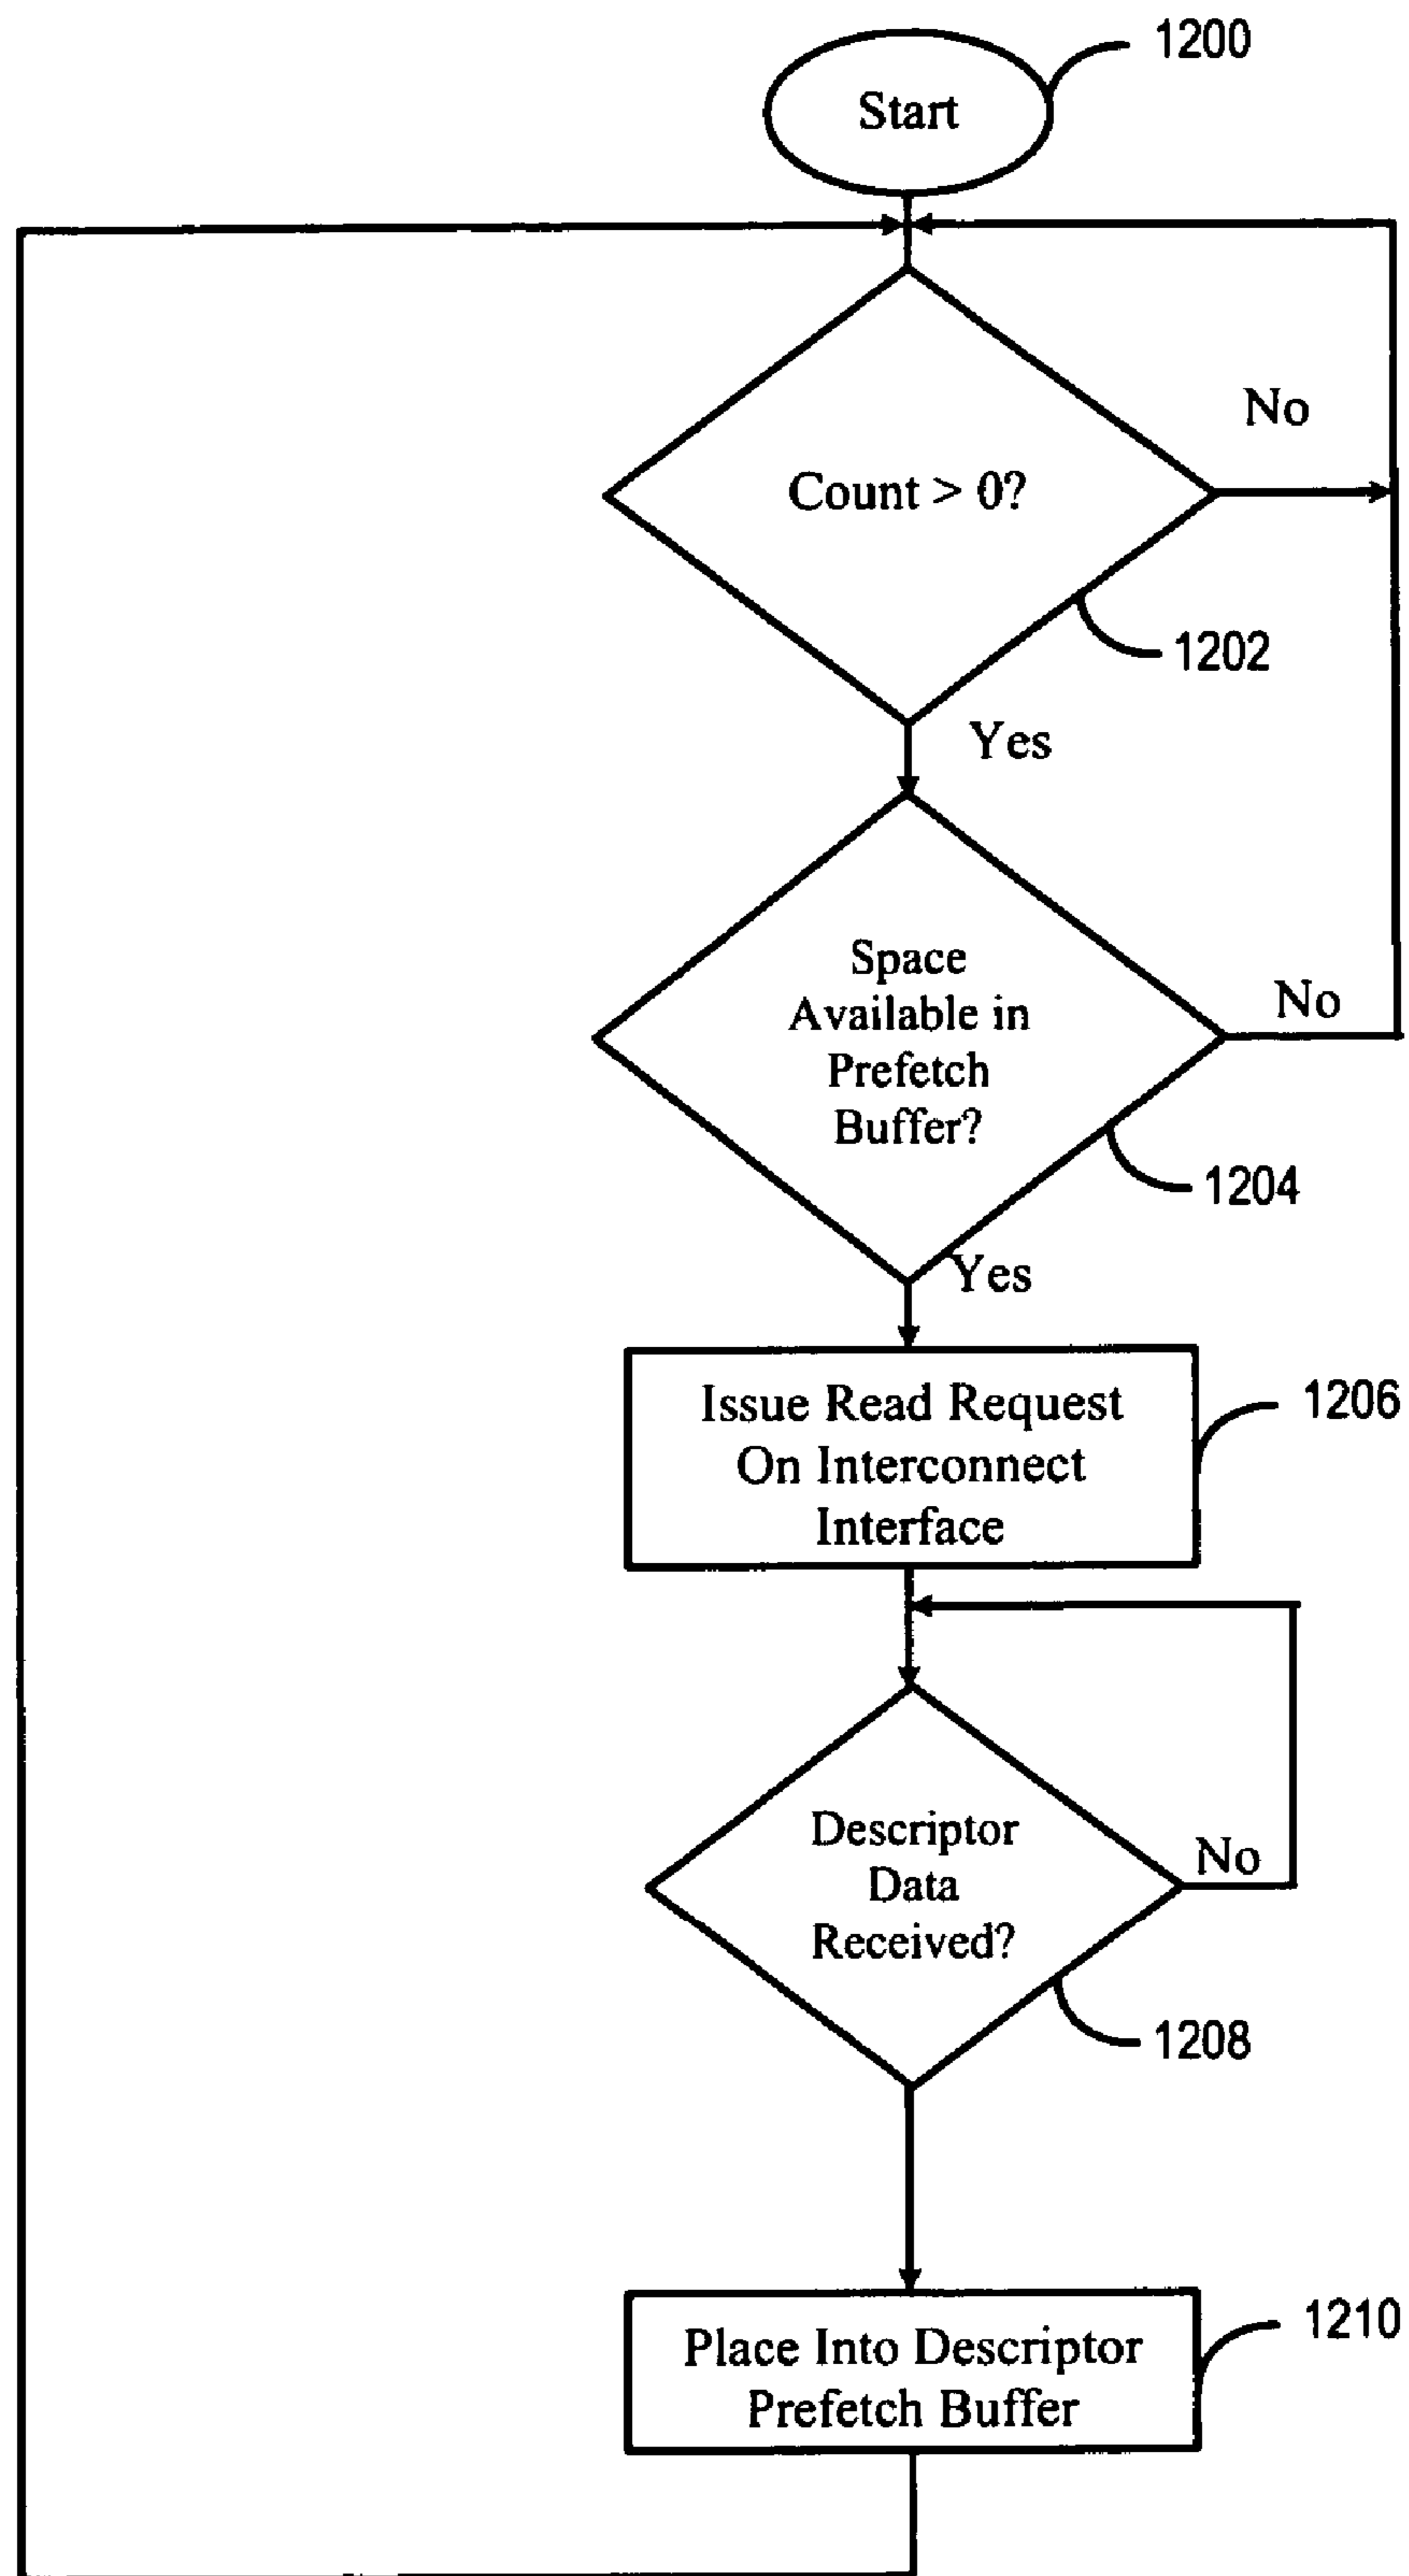 1200
Start
No
Count > 0?
1202
Yes
Space
Available in
Prefetch
Buffer?
No
1204
Yes
Issue Read Request
On Interconnect
Interface
1206
Descriptor
Data
Received?
No
1208
Place Into Descriptor
Prefetch Buffer
1210